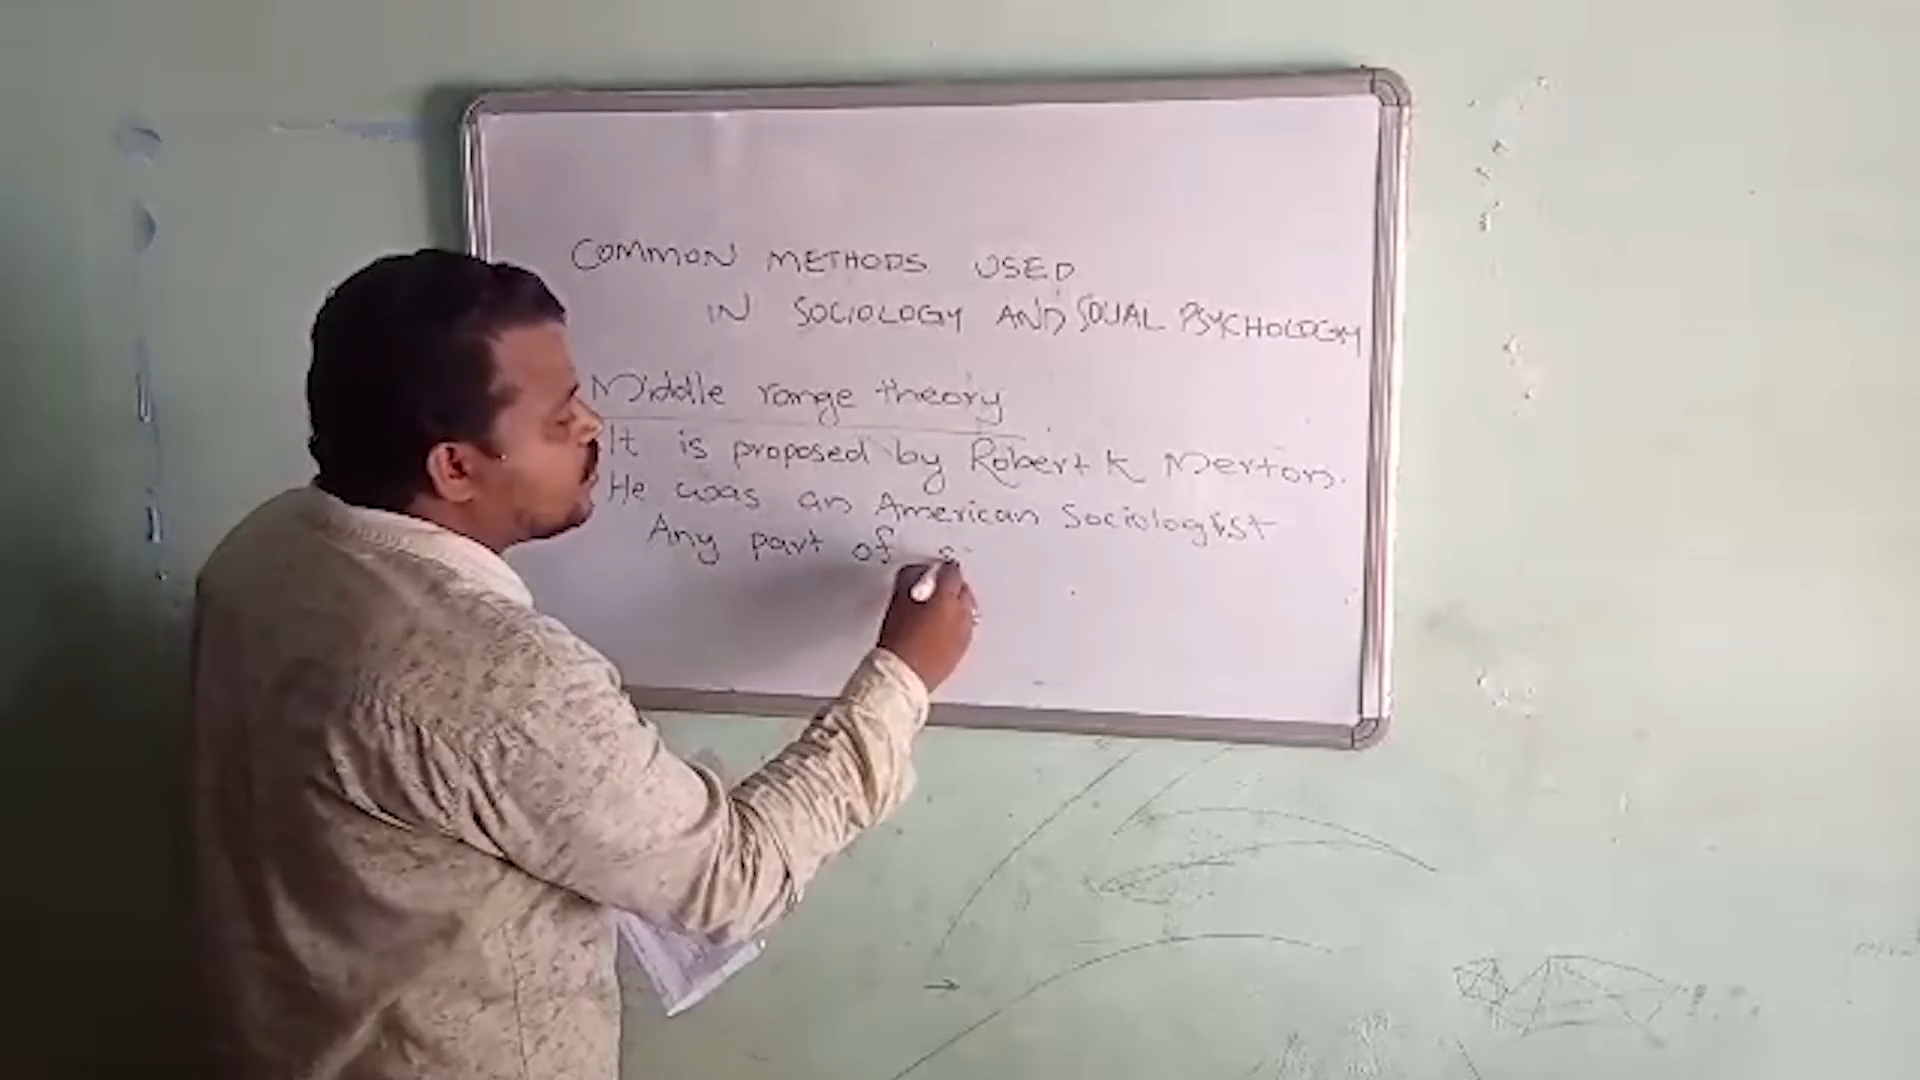 COMMON METHODS USED
IN SOCIOLOGY AND SOCIAL PSYCHOLOGY
Middle range theory
It is proposed by Robert K Merton.
He was an American Sociologist
Any part of